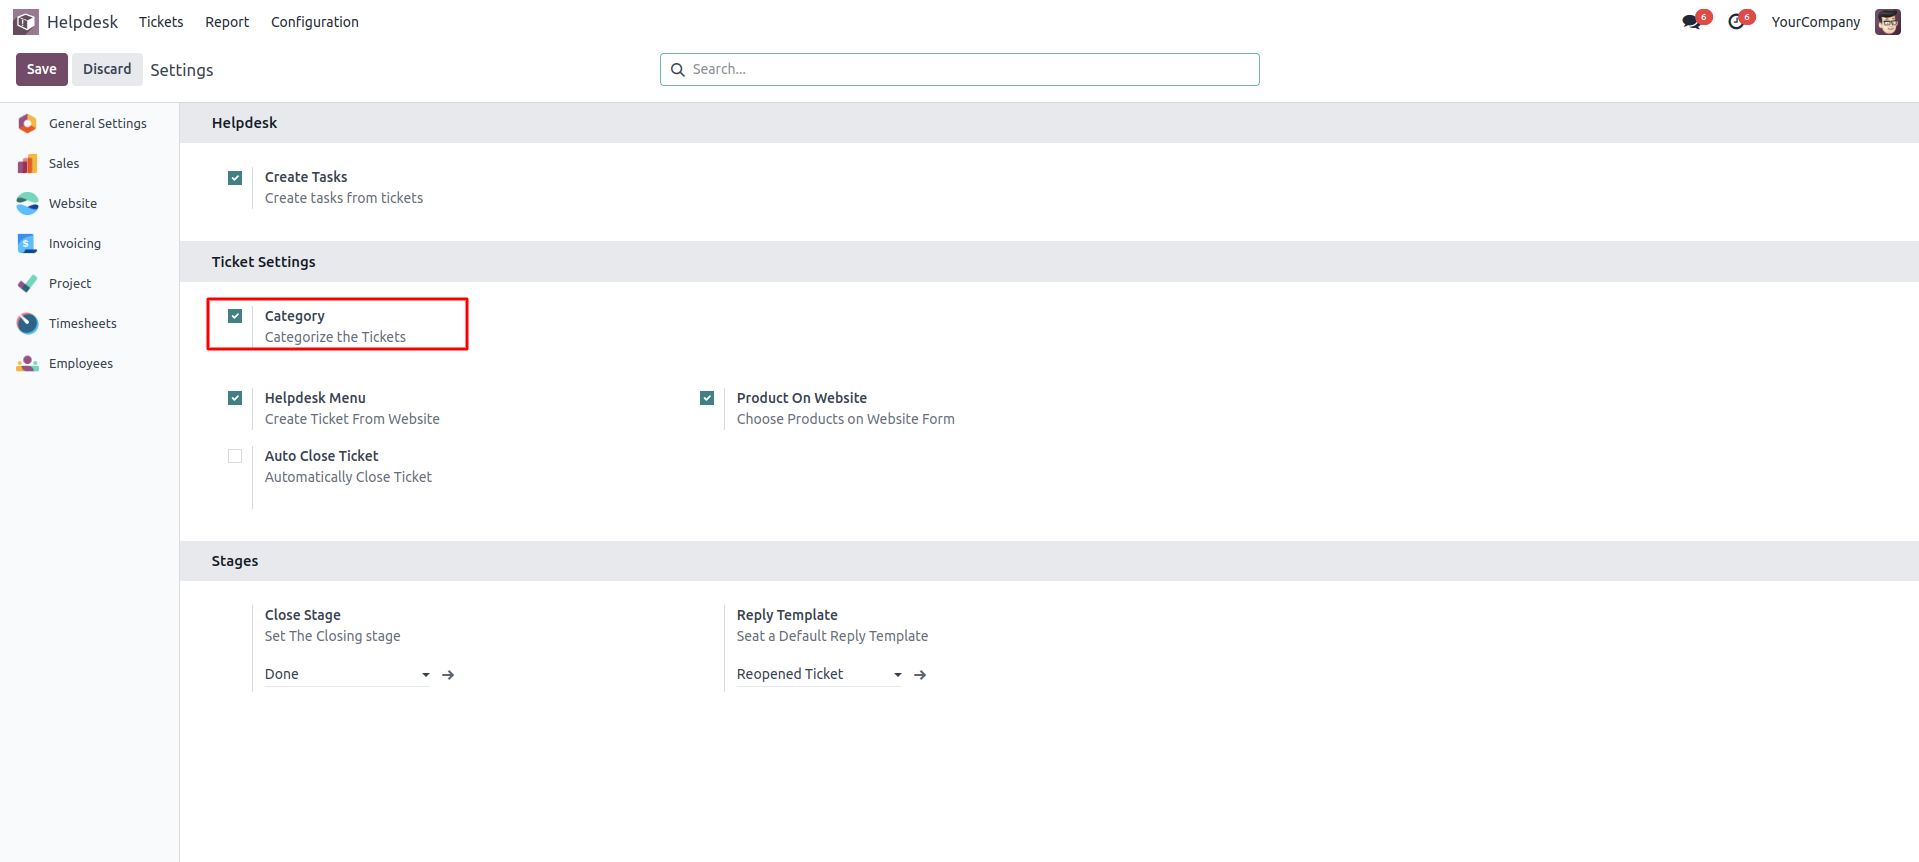 Helpdesk Tickets Report Configuration 6 6 YourCompany
Save Discard Settings Search...
General Settings
Sales
Website
Invoicing
Project
Timesheets
Employees
Helpdesk
Create Tasks
Create tasks from tickets
Ticket Settings
Category
Categorize the Tickets
Helpdesk Menu
Create Ticket From Website
Product On Website
Choose Products on Website Form
Auto Close Ticket
Automatically Close Ticket
Stages
Close Stage
Set The Closing stage
Done
Reply Template
Seat a Default Reply Template
Reopened Ticket